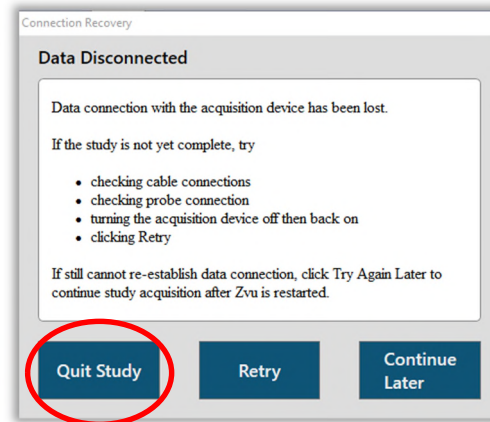 Connection Recovery
Data Disconnected
Data connection with the acquisition device has been lost.
If the study is not yet complete, try
• checking cable connections
• checking probe connection
• turning the acquisition device off then back on
• clicking Retry
If still cannot re-establish data connection, click Try Again Later to
continue study acquisition after Zvu is restarted.
Quit Study
Retry
Continue
Later